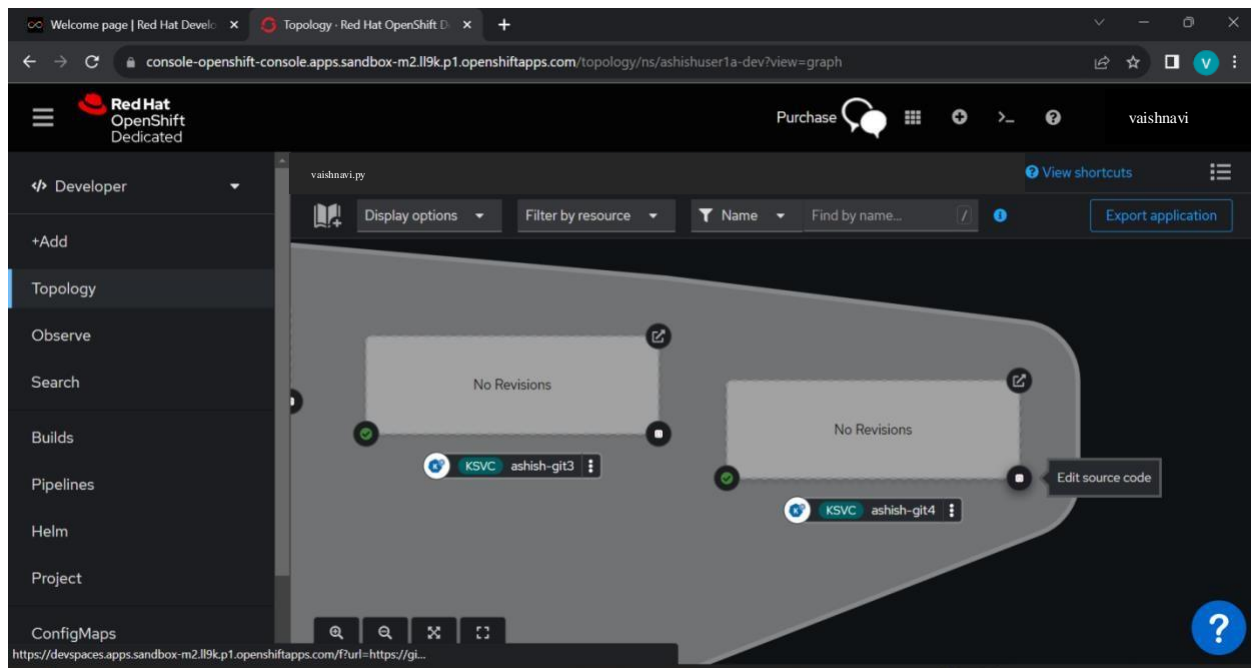 Welcome page | Red Hat Develo
Topology · Red Hat OpenShift D
console-openshift-console.apps.sandbox-m2.ll9k.p1.openshiftapps.com/topology/ns/ashishuser1a-dev?view=graph
V
Red Hat
OpenShift
Dedicated
Purchase
vaishnavi
</> Developer
vaishnavi.py
View shortcuts
Display options
Filter by resource
Name
Find by name...
/
Export application
+Add
Topology
Observe
Search
Builds
Pipelines
Helm
Project
ConfigMaps
No Revisions
KSVC ashish-git3
No Revisions
Edit source code
KSVC ashish-git4
?
https://devspaces.apps.sandbox-m2.ll9k.p1.openshiftapps.com/f?url=https://gi...